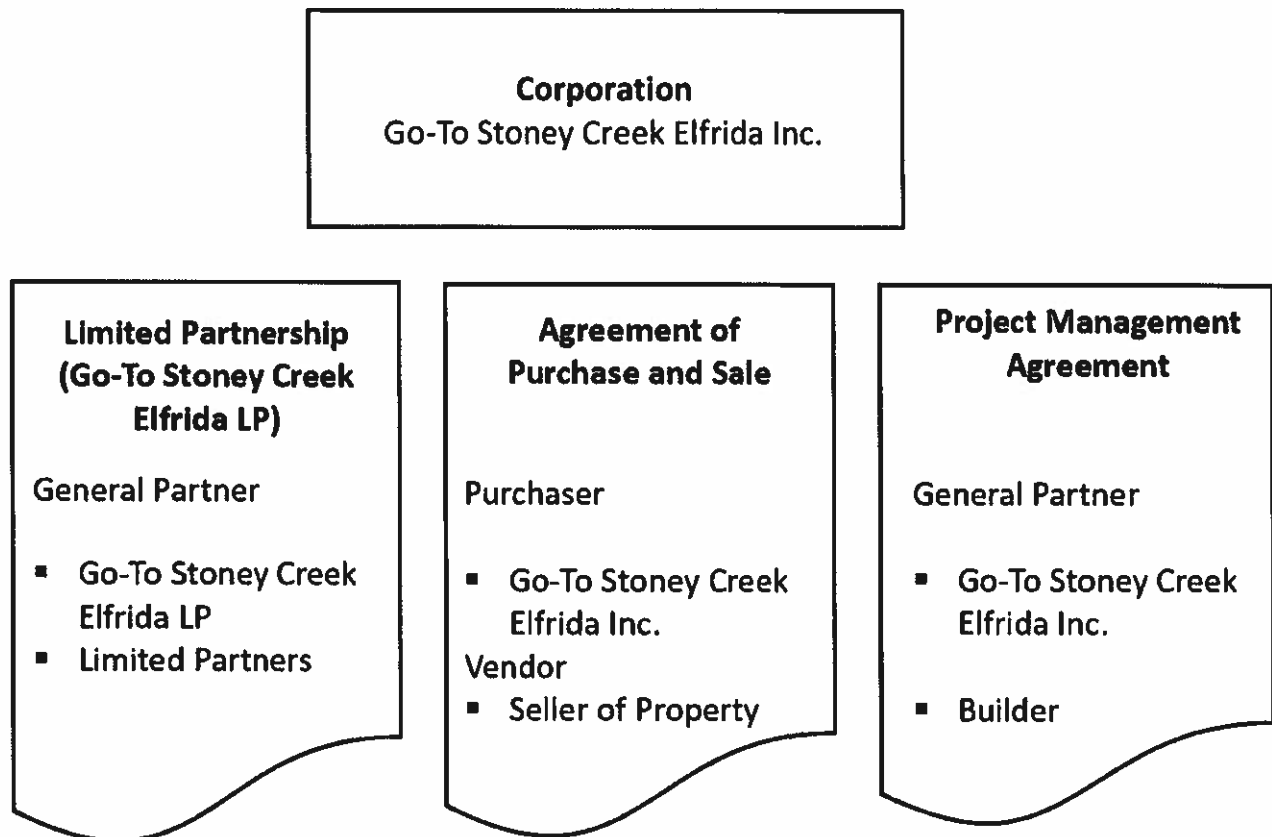 Corporation
Go-To Stoney Creek Elfrida Inc.
Limited Partnership
(Go-To Stoney Creek
Elfrida LP)
General Partner
▪ Go-To Stoney Creek
Elfrida LP
▪ Limited Partners
Agreement of
Purchase and Sale
Purchaser
▪ Go-To Stoney Creek
Elfrida Inc.
Vendor
▪ Seller of Property
Project Management
Agreement
General Partner
▪ Go-To Stoney Creek
Elfrida Inc.
▪ Builder